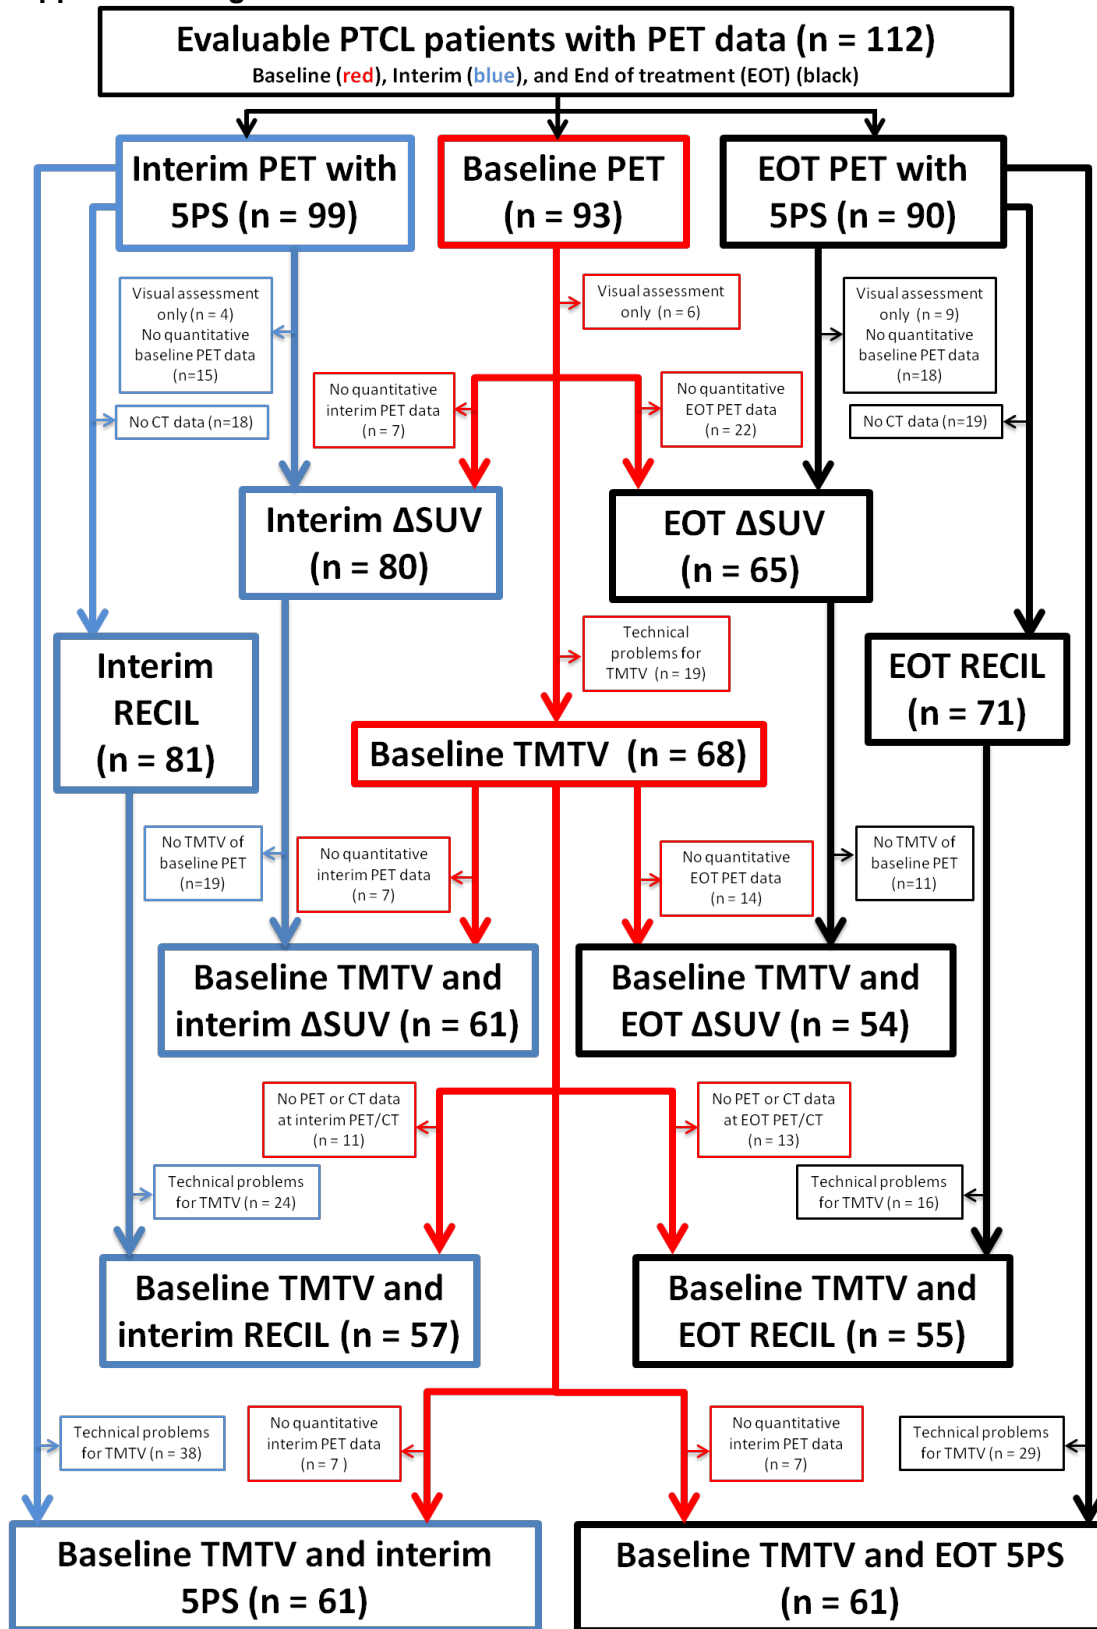 Evaluable PTCL patients with PET data (n = 112)
Baseline (red), Interim (blue), and End of treatment (EOT) (black)
Interim PET with
5PS (n = 99)
Baseline PET
(n = 93)
EOT PET with
5PS (n = 90)
Visual assessment
only (n = 4)
No quantitative
baseline PET data
(n=15)
Visual assessment
only (n = 6)
Visual assessment
only (n = 9)
No quantitative
baseline PET data
(n=18)
No quantitative
interim PET data
(n = 7)
No quantitative
EOT PET data
(n = 22)
No CT data (n=18)
No CT data (n=19)
Interim ΔSUV
(n = 80)
EOT ΔSUV
(n = 65)
Technical
problems for
TMTV (n = 19)
Interim
RECIL
(n = 81)
EOT RECIL
(n = 71)
Baseline TMTV (n = 68)
No TMTV of
baseline PET
(n=19)
No quantitative
interim PET data
(n = 7)
No quantitative
EOT PET data
(n = 14)
No TMTV of
baseline PET
(n=11)
Baseline TMTV and
interim ΔSUV (n = 61)
Baseline TMTV and
EOT ΔSUV (n = 54)
No PET or CT data
at interim PET/CT
(n = 11)
No PET or CT data
at EOT PET/CT
(n = 13)
Technical problems
for TMTV (n = 24)
Technical problems
for TMTV (n = 16)
Baseline TMTV and
interim RECIL (n = 57)
Baseline TMTV and
EOT RECIL (n = 55)
Technical problems
for TMTV (n = 38)
No quantitative
interim PET data
(n = 7 )
No quantitative
interim PET data
(n = 7)
Technical problems
for TMTV (n = 29)
Baseline TMTV and interim
5PS (n = 61)
Baseline TMTV and EOT 5PS
(n = 61)